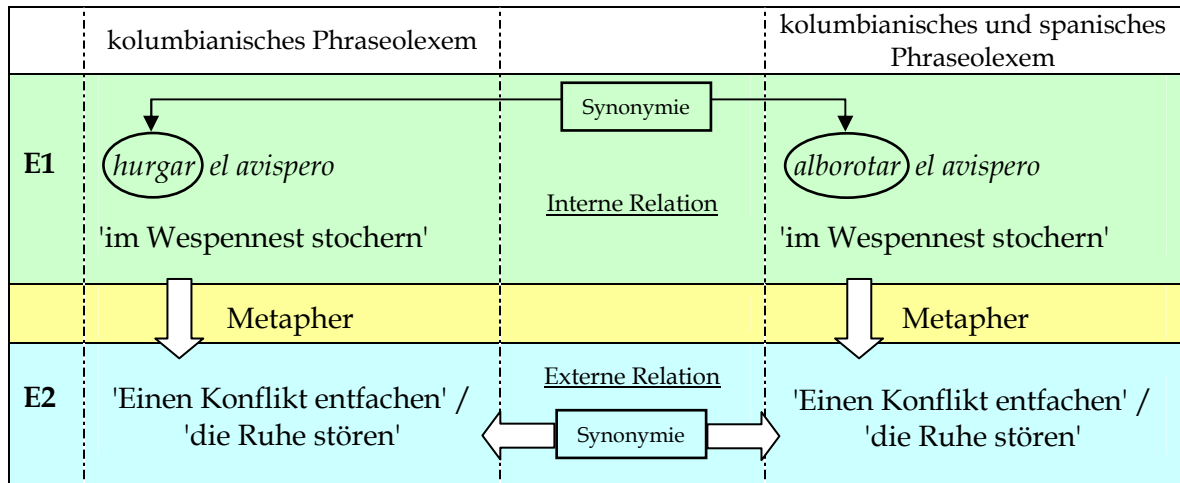 kolumbianisches Phraseolexem
kolumbianisches und spanisches
Phraseolexem
Synonymie
E1
hurgar el avispero
alborotar el avispero
Interne Relation
'im Wespennest stochern'
'im Wespennest stochern'
Metapher
Metapher
Externe Relation
E2
'Einen Konflikt entfachen' /
'die Ruhe stören'
Synonymie
'Einen Konflikt entfachen' /
'die Ruhe stören'